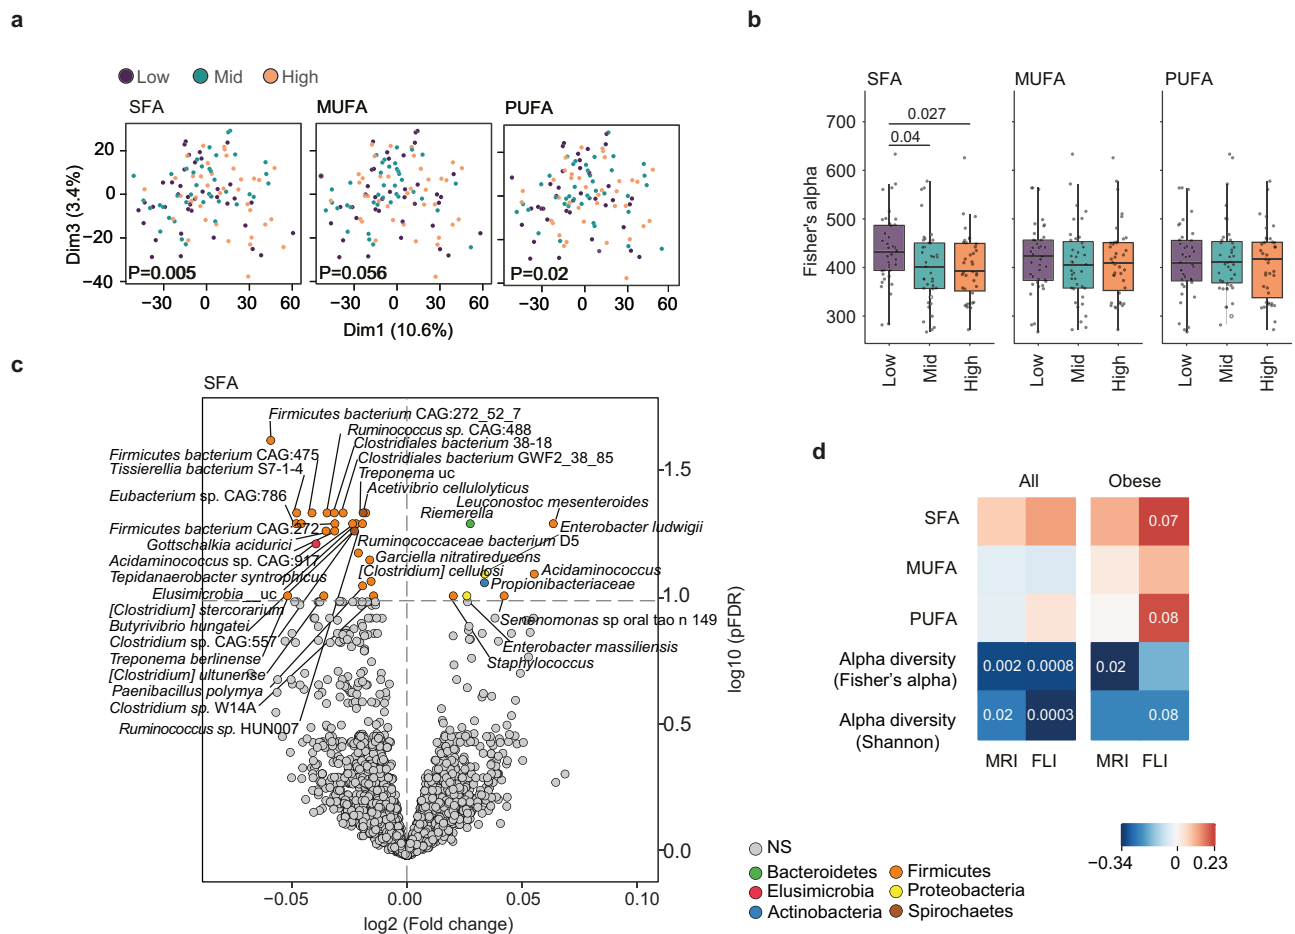 a
Low Mid High
SFA MUFA PUFA
Dim3 (3.4%)
20
0
−20
−40
P=0.005 P=0.056 P=0.02
−30 0 30 60 −30 0 30 60 −30 0 30 60
Dim1 (10.6%)
b
SFA MUFA PUFA
Fisher's alpha
700
600
500
400
300
0.027
0.04
Low Mid High Low Mid High Low Mid High
c
SFA
Firmicutes bacterium CAG:272_52_7
Ruminococcus sp. CAG:488
Clostridiales bacterium 38-18
Firmicutes bacterium CAG:475
Clostridiales bacterium GWF2_38_85
Tissierellia bacterium S7-1-4
Treponema uc
Acetivibrio cellulolyticus
Eubacterium sp. CAG:786
Leuconostoc mesenteroides
Riemerella
Firmicutes bacterium CAG:272
Enterobacter ludwigii
Gottschalkia acidurici
Ruminococcaceae bacterium D5
Acidaminococcus sp. CAG:917
Garciella nitratireducens
Tepidanaerobacter syntrophicus
[Clostridium] cellulosi
Acidaminococcus
Propionibacteriaceae
Elusimicrobia__uc
[Clostridium] stercorarium
Senenomonas sp oral tao n 149
Butyrivibrio hungatei
Clostridium sp. CAG:557
Enterobacter massiliensis
Treponema berlinense
Staphylococcus
[Clostridium] ultunense
Paenibacillus polymya
Clostridium sp. W14A
Ruminococcus sp. HUN007
1.5
1.0
0.5
0.0
log10 (pFDR)
−0.05 0.00 0.05 0.10
log2 (Fold change)
NS
Bacteroidetes
Elusimicrobia
Actinobacteria
Firmicutes
Proteobacteria
Spirochaetes
d
All Obese
SFA 0.07
MUFA
PUFA 0.08
Alpha diversity
(Fisher's alpha)
0.002 0.0008 0.02
Alpha diversity
(Shannon)
0.02 0.0003 0.08
MRI FLI MRI FLI
−0.34 0 0.23